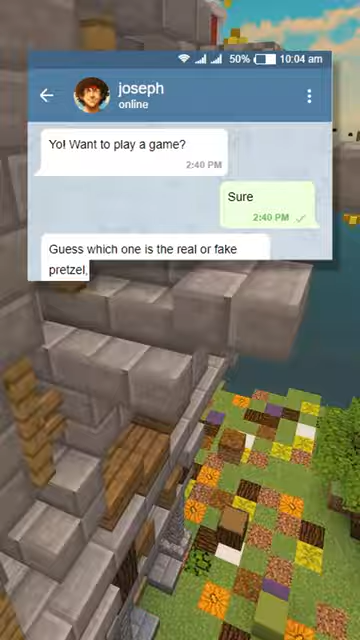 50% 10:04 am
joseph
online
Yo! Want to play a game?
2:40 PM
Sure
2:40 PM
Guess which one is the real or fake
pretzel,